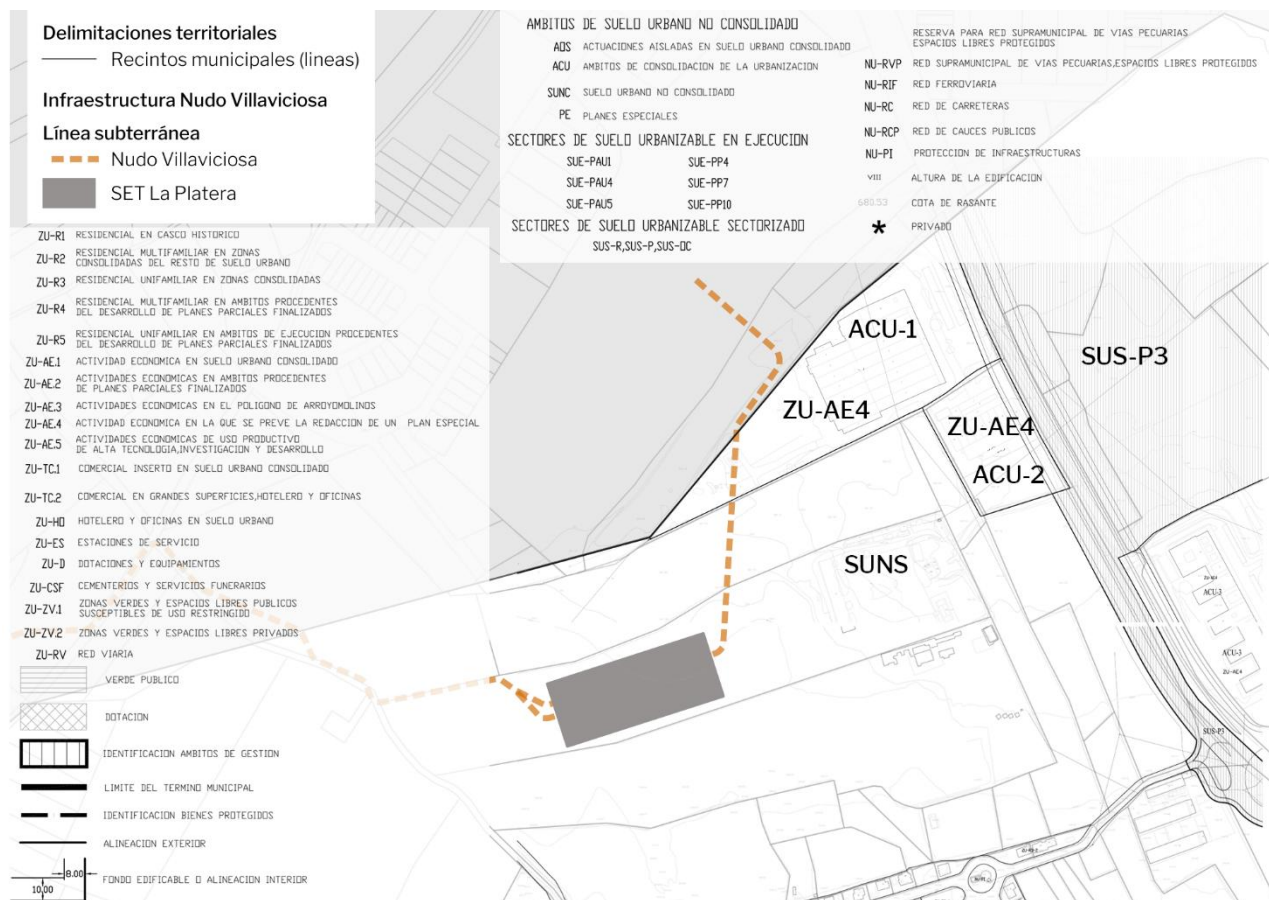 Delimitaciones territoriales
Recintos municipales (lineas)
Infraestructura Nudo Villaviciosa
Línea subterránea
Nudo Villaviciosa
SET La Platera
ZU-R1 RESIDENCIAL EN CASCO HISTORICO
ZU-R2 RESIDENCIAL MULTIFAMILIAR EN ZONAS
CONSOLIDADAS DEL RESTO DE SUELO URBANO
ZU-R3 RESIDENCIAL UNIFAMILIAR EN ZONAS CONSOLIDADAS
ZU-R4 RESIDENCIAL MULTIFAMILIAR EN AMBITOS PROCEDENTES
DEL DESARROLLO DE PLANES PARCIALES FINALIZADOS
ZU-R5 RESIDENCIAL UNIFAMILIAR EN AMBITOS DE EJECUCION PROCEDENTES
DEL DESARROLLO DE PLANES PARCIALES FINALIZADOS
ZU-AE.1 ACTIVIDAD ECONOMICA EN SUELO URBANO CONSOLIDADO
ZU-AE.2 ACTIVIDADES ECONOMICAS EN AMBITOS PROCEDENTES
DE PLANES PARCIALES FINALIZADOS
ZU-AE.3 ACTIVIDADES ECONOMICAS EN EL POLIGONO DE ARROYOMOLINOS
ZU-AE.4 ACTIVIDAD ECONOMICA EN LA QUE SE PREVE LA REDACCION DE UN PLAN ESPECIAL
ZU-AE.5 ACTIVIDADES ECONOMICAS DE USO PRODUCTIVO
DE ALTA TECNOLOGIA,INVESTIGACION Y DESARROLLO
ZU-TC.1 COMERCIAL INSERTO EN SUELO URBANO CONSOLIDADO
ZU-TC.2 COMERCIAL EN GRANDES SUPERFICIES,HOTELERO Y OFICINAS
ZU-HO HOTELERO Y OFICINAS EN SUELO URBANO
ZU-ES ESTACIONES DE SERVICIO
ZU-D DOTACIONES Y EQUIPAMIENTOS
ZU-CSF CEMENTERIOS Y SERVICIOS FUNERARIOS
ZU-ZV.1 ZONAS VERDES Y ESPACIOS LIBRES PUBLICOS
SUSCEPTIBLES DE USO RESTRINGIDO
ZU-ZV.2 ZONAS VERDES Y ESPACIOS LIBRES PRIVADOS
ZU-RV RED VIARIA
VERDE PUBLICO
DOTACION
IDENTIFICACION AMBITOS DE GESTION
LIMITE DEL TERMINO MUNICIPAL
IDENTIFICACION BIENES PROTEGIDOS
ALINEACION EXTERIOR
8.00
10.00
FONDO EDIFICABLE O ALINEACION INTERIOR
AMBITOS DE SUELO URBANO NO CONSOLIDADO
AOS ACTUACIONES AISLADAS EN SUELO URBANO CONSOLIDADO
ACU AMBITOS DE CONSOLIDACION DE LA URBANIZACION
SUNC SUELO URBANO NO CONSOLIDADO
PE PLANES ESPECIALES
SECTORES DE SUELO URBANIZABLE EN EJECUCION
SUE-PAU1 SUE-PP4
SUE-PAU4 SUE-PP7
SUE-PAU5 SUE-PP10
SECTORES DE SUELO URBANIZABLE SECTORIZADO
SUS-R,SUS-P,SUS-OC
RESERVA PARA RED SUPRAMUNICIPAL DE VIAS PECUARIAS
ESPACIOS LIBRES PROTEGIDOS
NU-RVP RED SUPRAMUNICIPAL DE VIAS PECUARIAS,ESPACIOS LIBRES PROTEGIDOS
NU-RIF RED FERROVIARIA
NU-RC RED DE CARRETERAS
NU-RCP RED DE CAUCES PUBLICOS
NU-PI PROTECCION DE INFRAESTRUCTURAS
VIII ALTURA DE LA EDIFICACION
680.53 COTA DE RASANTE
* PRIVADO
ACU-1
SUS-P3
ZU-AE4
ZU-AE4
ACU-2
SUNS
ACU-3
ACU-3
ZU-AE4
SUS-P3